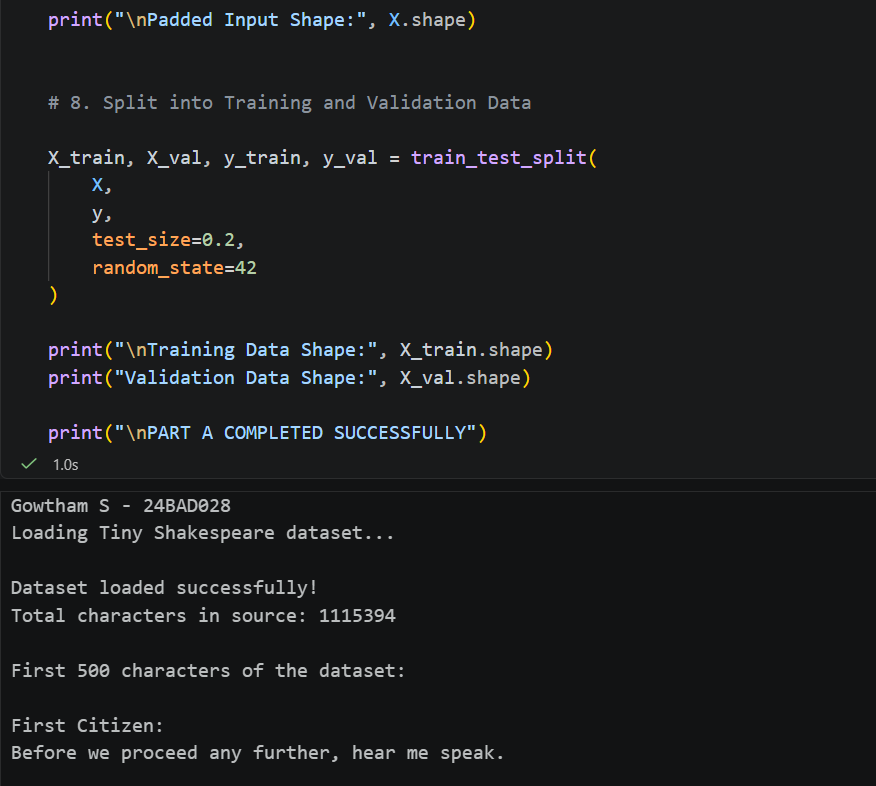 print("\nPadded Input Shape:", X.shape)
# 8. Split into Training and Validation Data
X_train, X_val, y_train, y_val = train_test_split(
X,
y,
test_size=0.2,
random_state=42
)
print("\nTraining Data Shape:", X_train.shape)
print("Validation Data Shape:", X_val.shape)
print("\nPART A COMPLETED SUCCESSFULLY")
1.0s
Gowtham S - 24BAD028
Loading Tiny Shakespeare dataset...
Dataset loaded successfully!
Total characters in source: 1115394
First 500 characters of the dataset:
First Citizen:
Before we proceed any further, hear me speak.